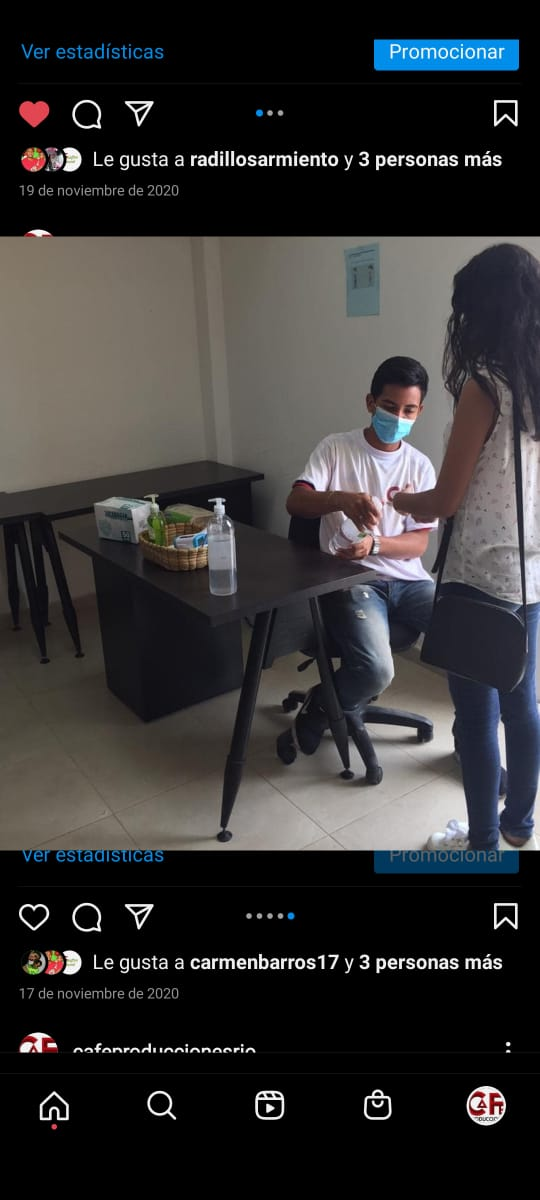 Ver estadísticas
Promocionar
Le gusta a radillosarmiento y 3 personas más
19 de noviembre de 2020
Ver estadísticas
Promocionar
Le gusta a carmenbarros17 y 3 personas más
17 de noviembre de 2020
cafeproduccionesrio
CAF